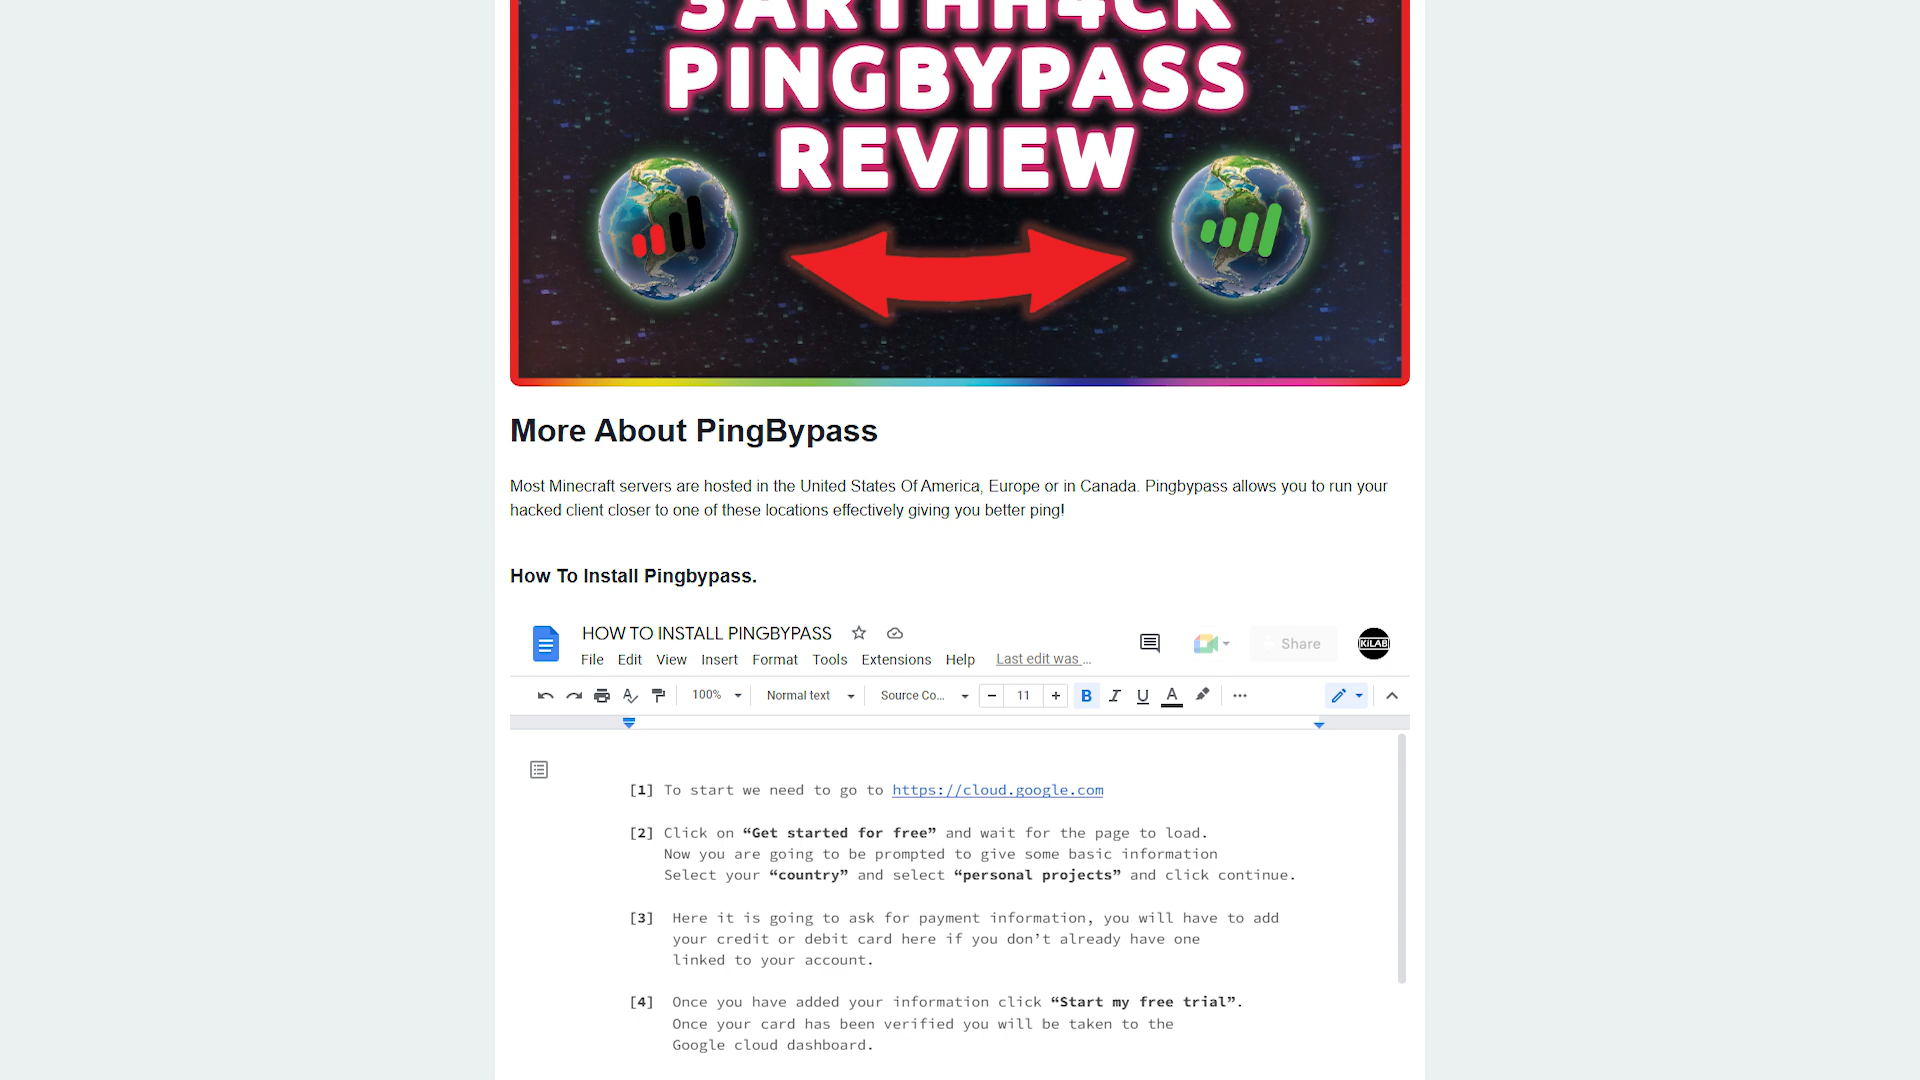 3ARTHH4CK
PINGBYPASS
REVIEW
More About PingBypass
Most Minecraft servers are hosted in the United States Of America, Europe or in Canada. Pingbypass allows you to run your
hacked client closer to one of these locations effectively giving you better ping!
How To Install Pingbypass.
HOW TO INSTALL PINGBYPASS
File Edit View Insert Format Tools Extensions Help Last edit was ...
Share
KiLAB
100% Normal text Source Co... − 11 + B I U A
[1] To start we need to go to https://cloud.google.com
[2] Click on “Get started for free” and wait for the page to load.
Now you are going to be prompted to give some basic information
Select your “country” and select “personal projects” and click continue.
[3] Here it is going to ask for payment information, you will have to add
your credit or debit card here if you don’t already have one
linked to your account.
[4] Once you have added your information click “Start my free trial”.
Once your card has been verified you will be taken to the
Google cloud dashboard.